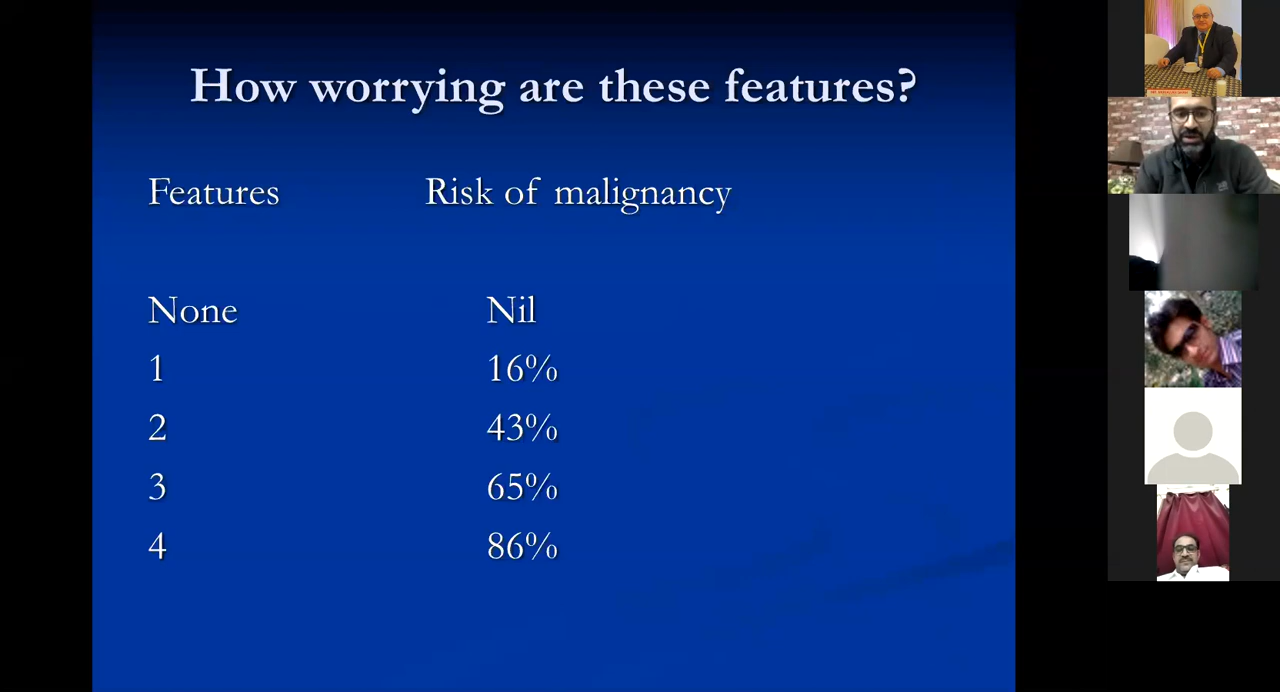 How worrying are these features?
Features Risk of malignancy
None Nil
1 16%
2 43%
3 65%
4 86%